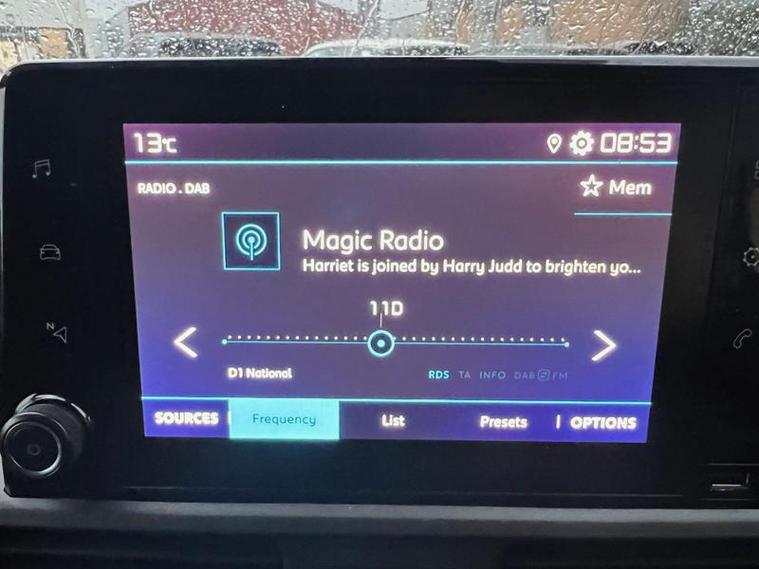 13°C 08:53
RADIO.DAB
Mem
Magic Radio
Harriet is joined by Harry Judd to brighten yo...
11D
D1 National
RDS TA INFO DAB FM
SOURCES Frequency List Presets OPTIONS
N